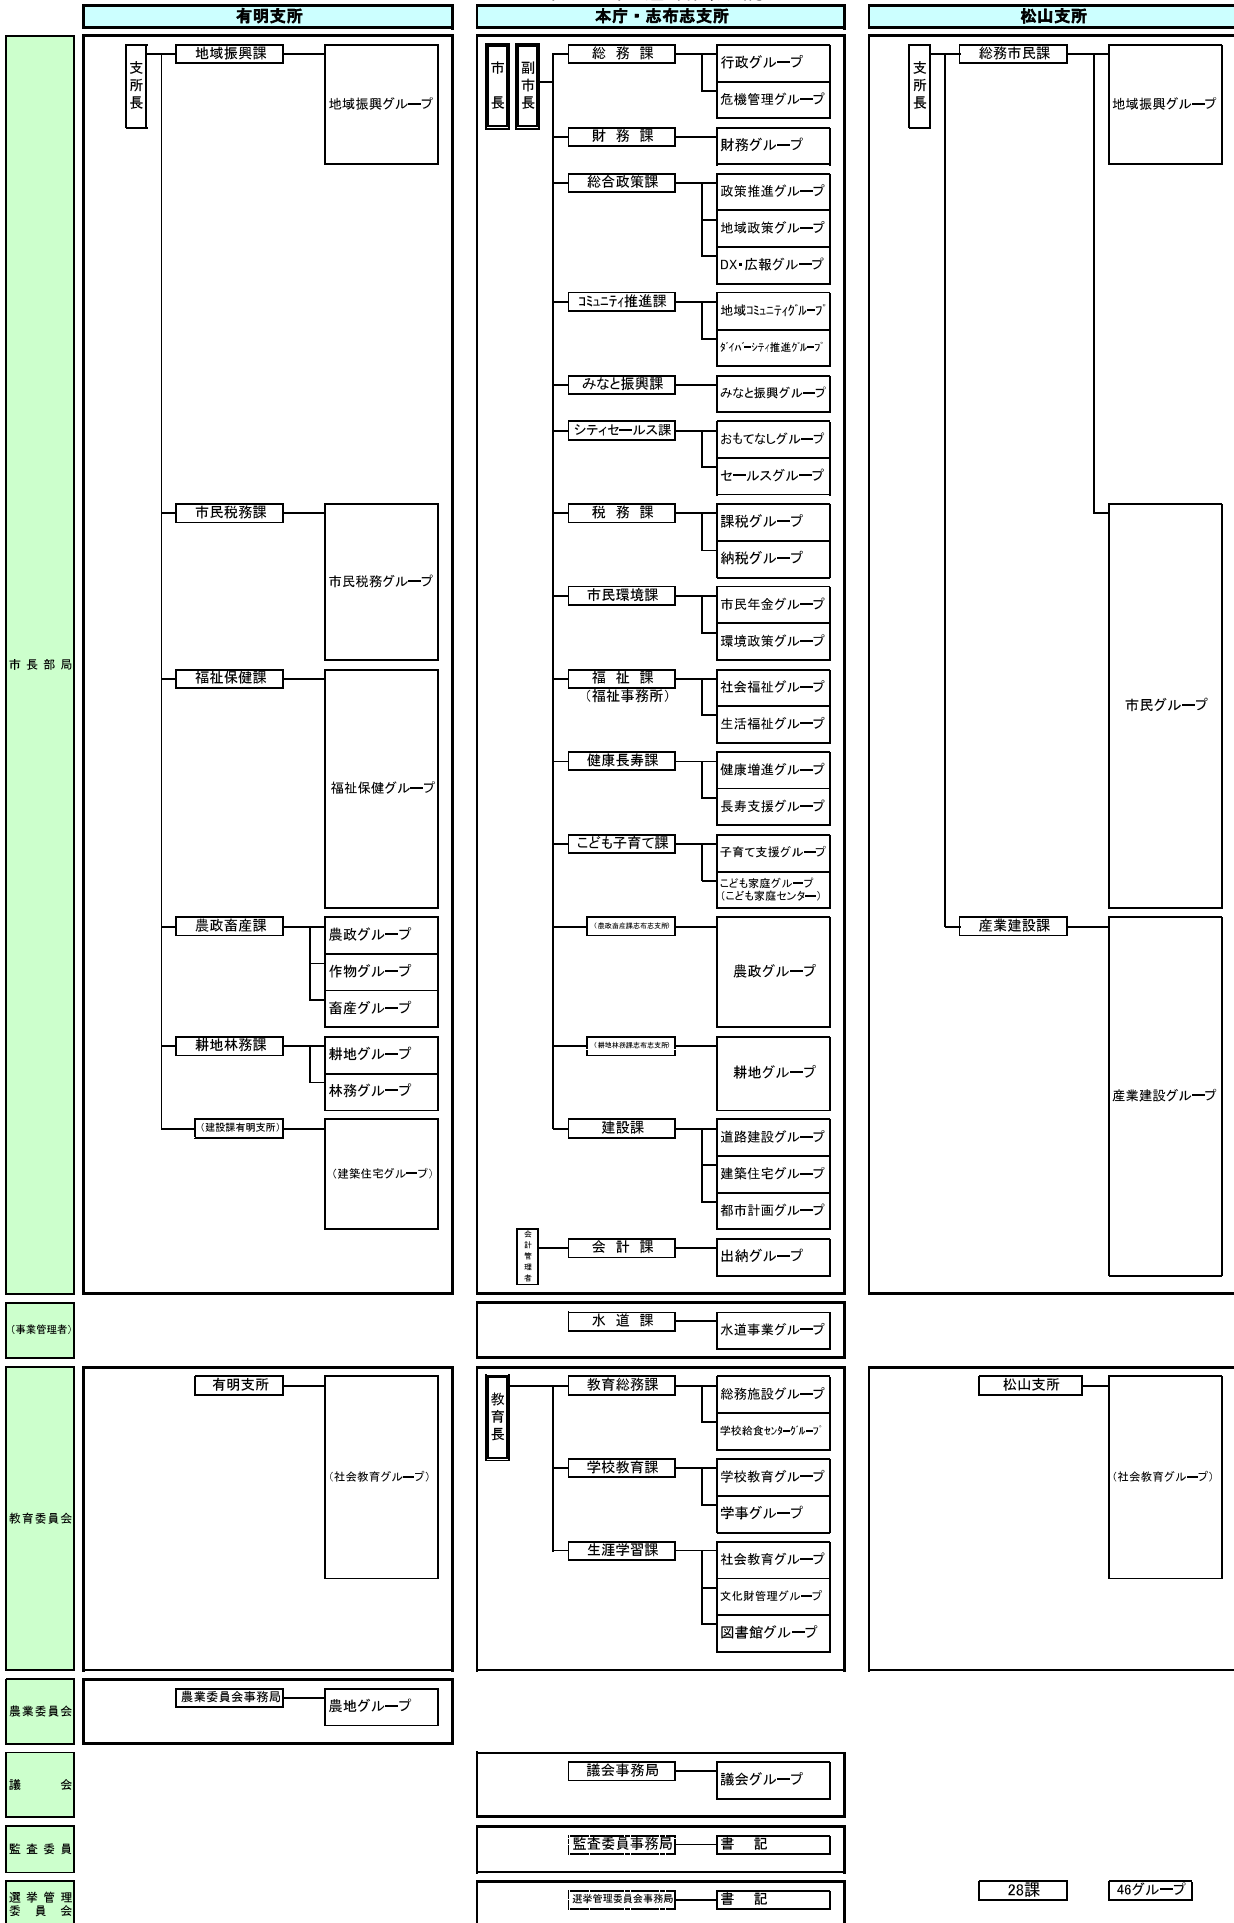 有明支所
本庁・志布志支所
松山支所
市長部局
支所長
地域振興課
地域振興グループ
市民税務課
市民税務グループ
福祉保健課
福祉保健グループ
農政畜産課
農政グループ
作物グループ
畜産グループ
耕地林務課
耕地グループ
林務グループ
（建設課有明支所）
（建築住宅グループ）
市長
副市長
総務課
行政グループ
危機管理グループ
財務課
財務グループ
総合政策課
政策推進グループ
地域政策グループ
DX・広報グループ
ｺﾐｭﾆﾃｨ推進課
地域ｺﾐｭﾆﾃｨｸﾞﾙｰﾌﾟ
ﾀﾞｲﾊﾞｰｼﾃｨ推進ｸﾞﾙｰﾌﾟ
みなと振興課
みなと振興グループ
シティセールス課
おもてなしグループ
セールスグループ
税務課
課税グループ
納税グループ
市民環境課
市民年金グループ
環境政策グループ
福祉課
（福祉事務所）
社会福祉グループ
生活福祉グループ
健康長寿課
健康増進グループ
長寿支援グループ
こども子育て課
子育て支援グループ
こども家庭グループ
（こども家庭センター）
（農政畜産課志布志支所）
農政グループ
（耕地林務課志布志支所）
耕地グループ
建設課
道路建設グループ
建築住宅グループ
都市計画グループ
会計管理者
会計課
出納グループ
支所長
総務市民課
地域振興グループ
市民グループ
産業建設課
産業建設グループ
（事業管理者）
水道課
水道事業グループ
教育委員会
有明支所
（社会教育グループ）
教育長
教育総務課
総務施設グループ
学校給食ｾﾝﾀｰｸﾞﾙｰﾌﾟ
学校教育課
学校教育グループ
学事グループ
生涯学習課
社会教育グループ
文化財管理グループ
図書館グループ
松山支所
（社会教育グループ）
農業委員会
農業委員会事務局
農地グループ
議会
議会事務局
議会グループ
監査委員
監査委員事務局
書記
選挙管理
委員会
選挙管理委員会事務局
書記
28課
46グループ